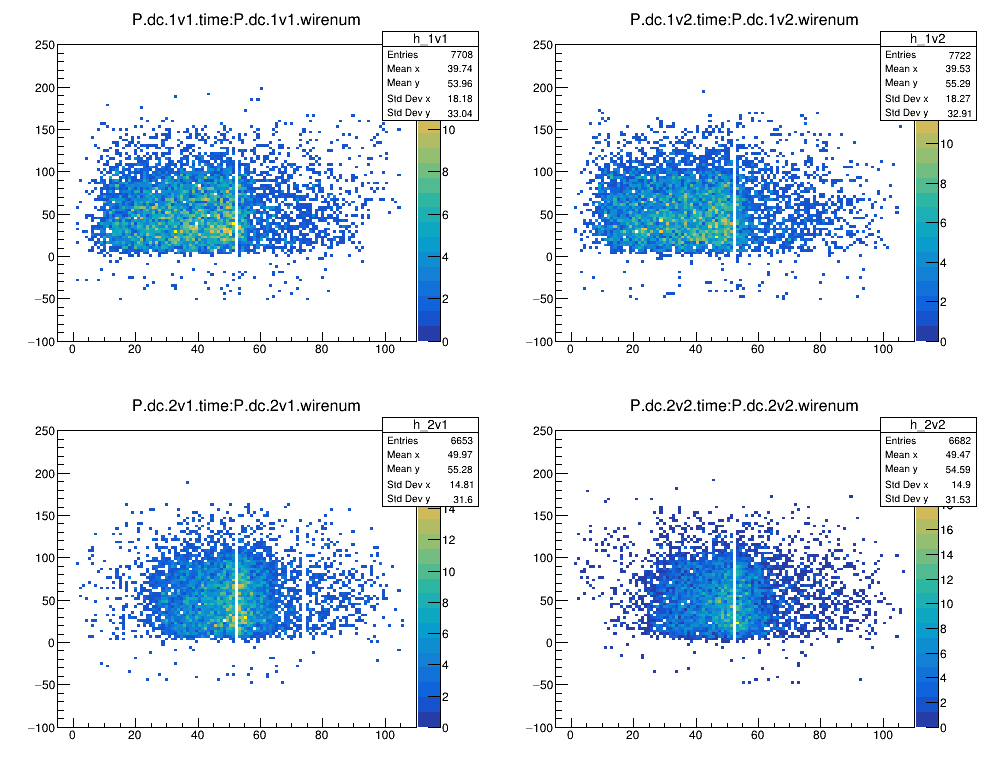 P.dc.1v1.time:P.dc.1v1.wirenum
h_1v1
Entries 7708
Mean x 39.74
Mean y 53.96
Std Dev x 18.18
Std Dev y 33.04
250
200
150
100
50
0
−50
−100
0 20 40 60 80 100
10
8
6
4
2
0
P.dc.1v2.time:P.dc.1v2.wirenum
h_1v2
Entries 7722
Mean x 39.53
Mean y 55.29
Std Dev x 18.27
Std Dev y 32.91
250
200
150
100
50
0
−50
−100
0 20 40 60 80 100
10
8
6
4
2
0
P.dc.2v1.time:P.dc.2v1.wirenum
h_2v1
Entries 6653
Mean x 49.97
Mean y 55.28
Std Dev x 14.81
Std Dev y 31.6
250
200
150
100
50
0
−50
−100
0 20 40 60 80 100
14
12
10
8
6
4
2
0
P.dc.2v2.time:P.dc.2v2.wirenum
h_2v2
Entries 6682
Mean x 49.47
Mean y 54.59
Std Dev x 14.9
Std Dev y 31.53
250
200
150
100
50
0
−50
−100
0 20 40 60 80 100
16
14
12
10
8
6
4
2
0